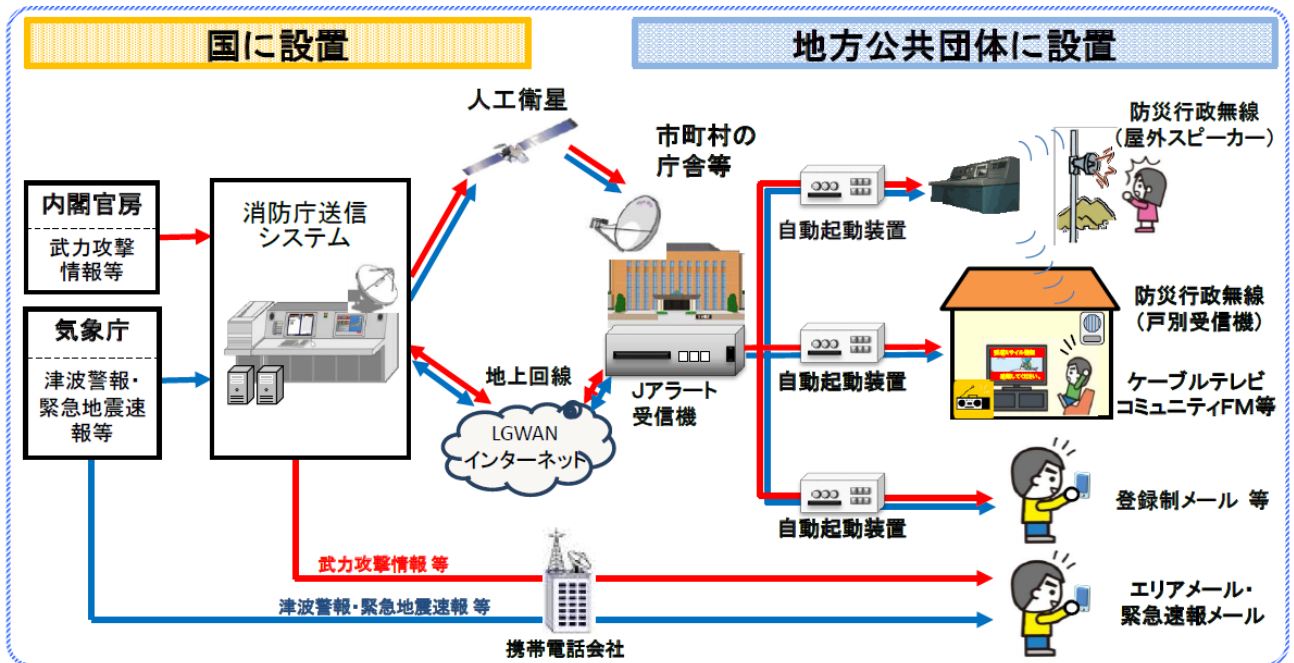 国に設置
地方公共団体に設置
人工衛星
市町村の
庁舎等
防災行政無線
（屋外スピーカー）
内閣官房
武力攻撃
情報等
消防庁送信
システム
自動起動装置
気象庁
津波警報・
緊急地震速
報等
防災行政無線
（戸別受信機）
地上回線
Jアラート
受信機
自動起動装置
ケーブルテレビ
コミュニティFM等
LGWAN
インターネット
自動起動装置
登録制メール 等
武力攻撃情報 等
津波警報・緊急地震速報 等
携帯電話会社
エリアメール・
緊急速報メール